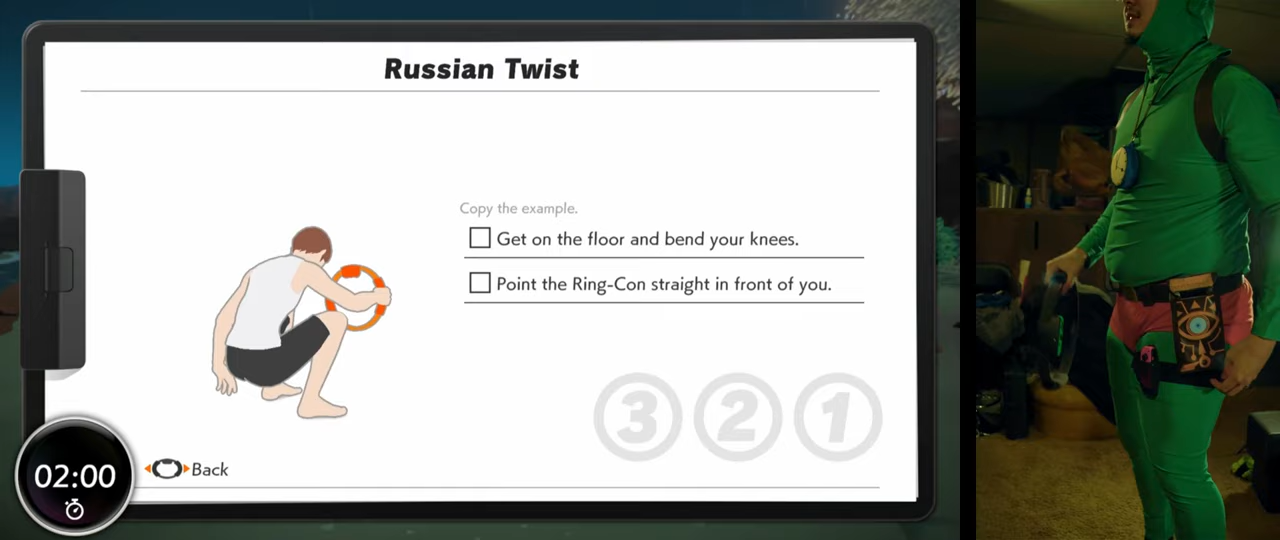 Russian Twist
Copy the example.
Get on the floor and bend your knees.
Point the Ring-Con straight in front of you.
3 2 1
Back
02:00